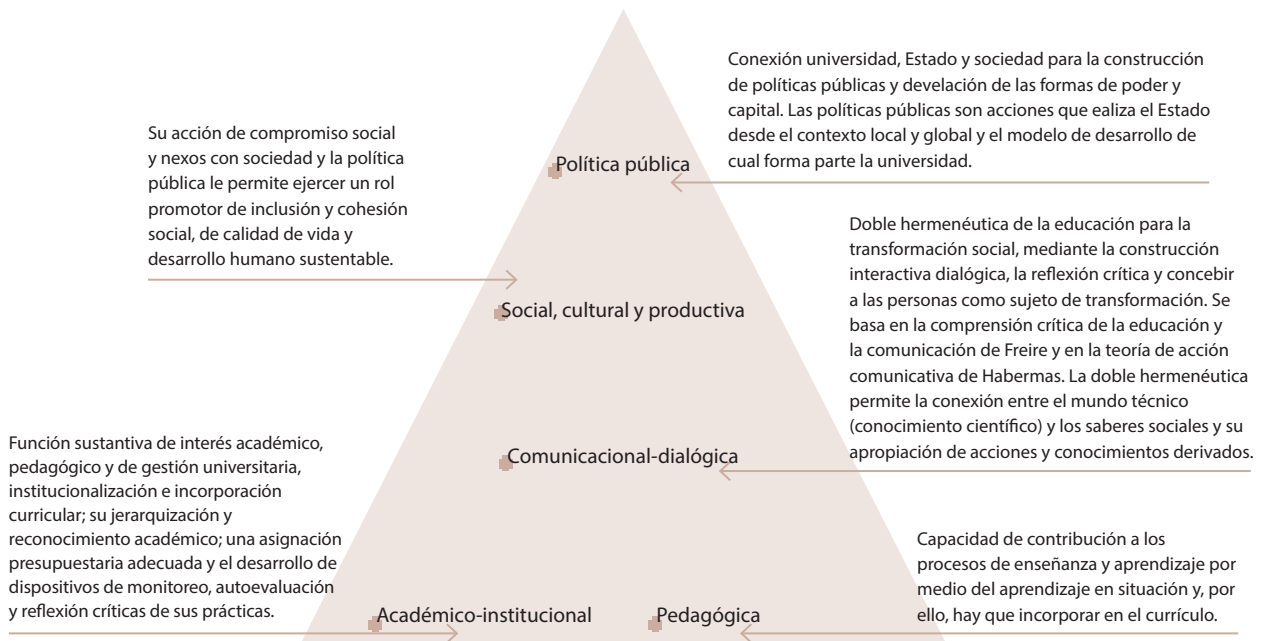 Conexión universidad, Estado y sociedad para la construcción
de políticas públicas y develación de las formas de poder y
capital. Las políticas públicas son acciones que ealiza el Estado
desde el contexto local y global y el modelo de desarrollo de
cual forma parte la universidad.
Política pública
Su acción de compromiso social
y nexos con sociedad y la política
pública le permite ejercer un rol
promotor de inclusión y cohesión
social, de calidad de vida y
desarrollo humano sustentable.
Social, cultural y productiva
Doble hermenéutica de la educación para la
transformación social, mediante la construcción
interactiva dialógica, la reflexión crítica y concebir
a las personas como sujeto de transformación. Se
basa en la comprensión crítica de la educación y
la comunicación de Freire y en la teoría de acción
comunicativa de Habermas. La doble hermenéutica
permite la conexión entre el mundo técnico
(conocimiento científico) y los saberes sociales y su
apropiación de acciones y conocimientos derivados.
Comunicacional-dialógica
Función sustantiva de interés académico,
pedagógico y de gestión universitaria,
institucionalización e incorporación
curricular; su jerarquización y
reconocimiento académico; una asignación
presupuestaria adecuada y el desarrollo de
dispositivos de monitoreo, autoevaluación
y reflexión críticas de sus prácticas.
Académico-institucional
Pedagógica
Capacidad de contribución a los
procesos de enseñanza y aprendizaje por
medio del aprendizaje en situación y, por
ello, hay que incorporar en el currículo.